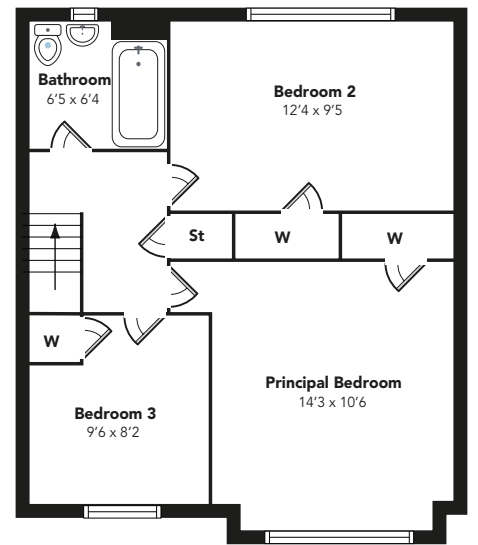 Bathroom
6'5 x 6'4
Bedroom 2
12'4 x 9'5
St
W
W
W
Principal Bedroom
14'3 x 10'6
Bedroom 3
9'6 x 8'2